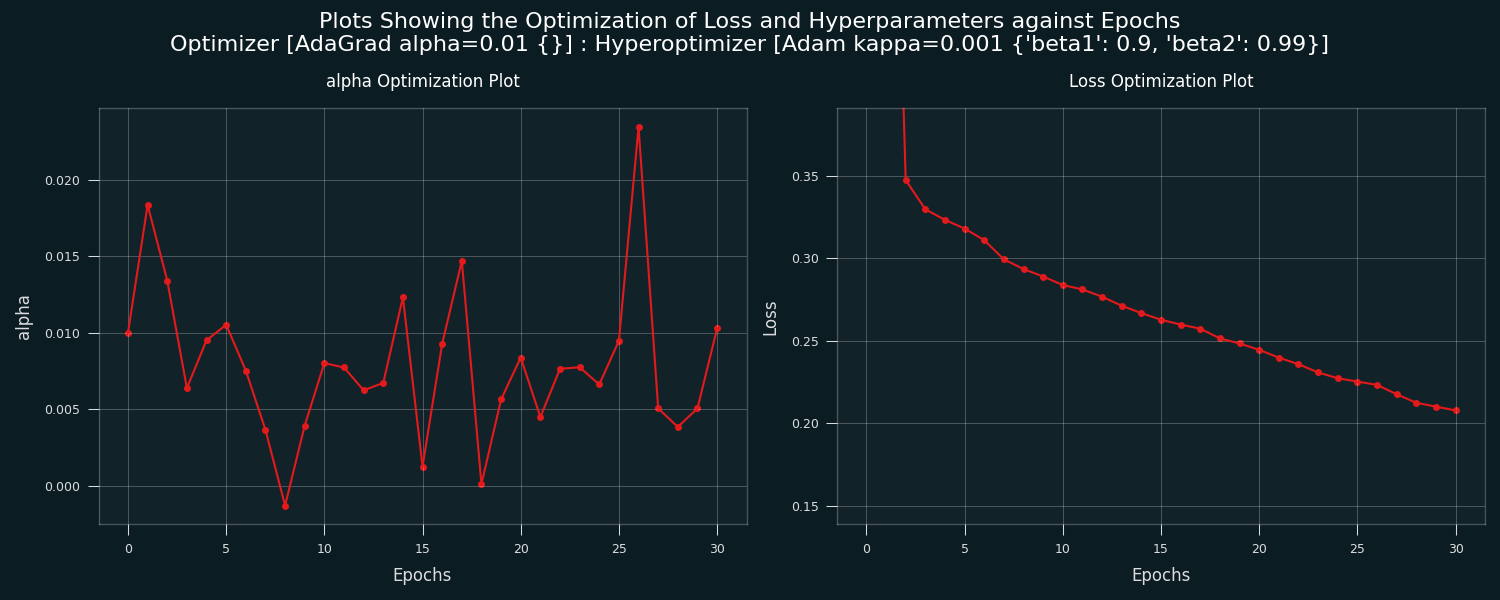 Plots Showing the Optimization of Loss and Hyperparameters against Epochs
Optimizer [AdaGrad alpha=0.01 {}] : Hyperoptimizer [Adam kappa=0.001 {'beta1': 0.9, 'beta2': 0.99}]
alpha Optimization Plot
alpha
0.020
0.015
0.010
0.005
0.000
0 5 10 15 20 25 30
Epochs
Loss Optimization Plot
Loss
0.35
0.30
0.25
0.20
0.15
0 5 10 15 20 25 30
Epochs